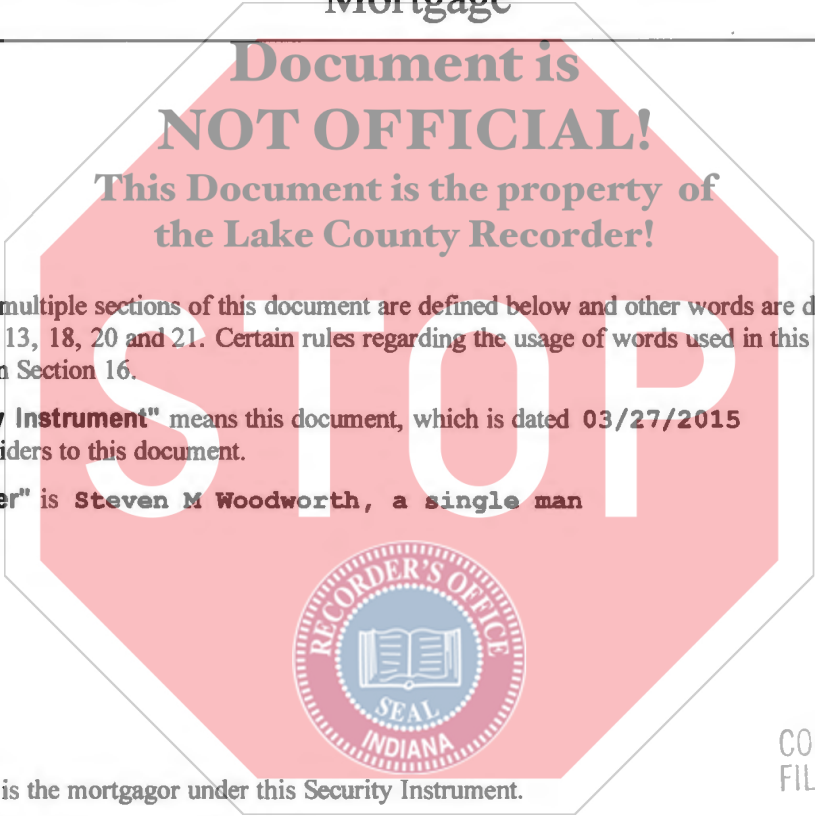 Mortgage
Document is
NOT OFFICIAL!
This Document is the property of
the Lake County Recorder!
multiple sections of this document are defined below and other words are d
13, 18, 20 and 21. Certain rules regarding the usage of words used in this
n Section 16.
y Instrument" means this document, which is dated 03/27/2015
iders to this document.
er" is Steven M Woodworth, a single man
STOP
RECORDER'S OFFICE
SEAL
INDIANA
CO
FIL
is the mortgagor under this Security Instrument.